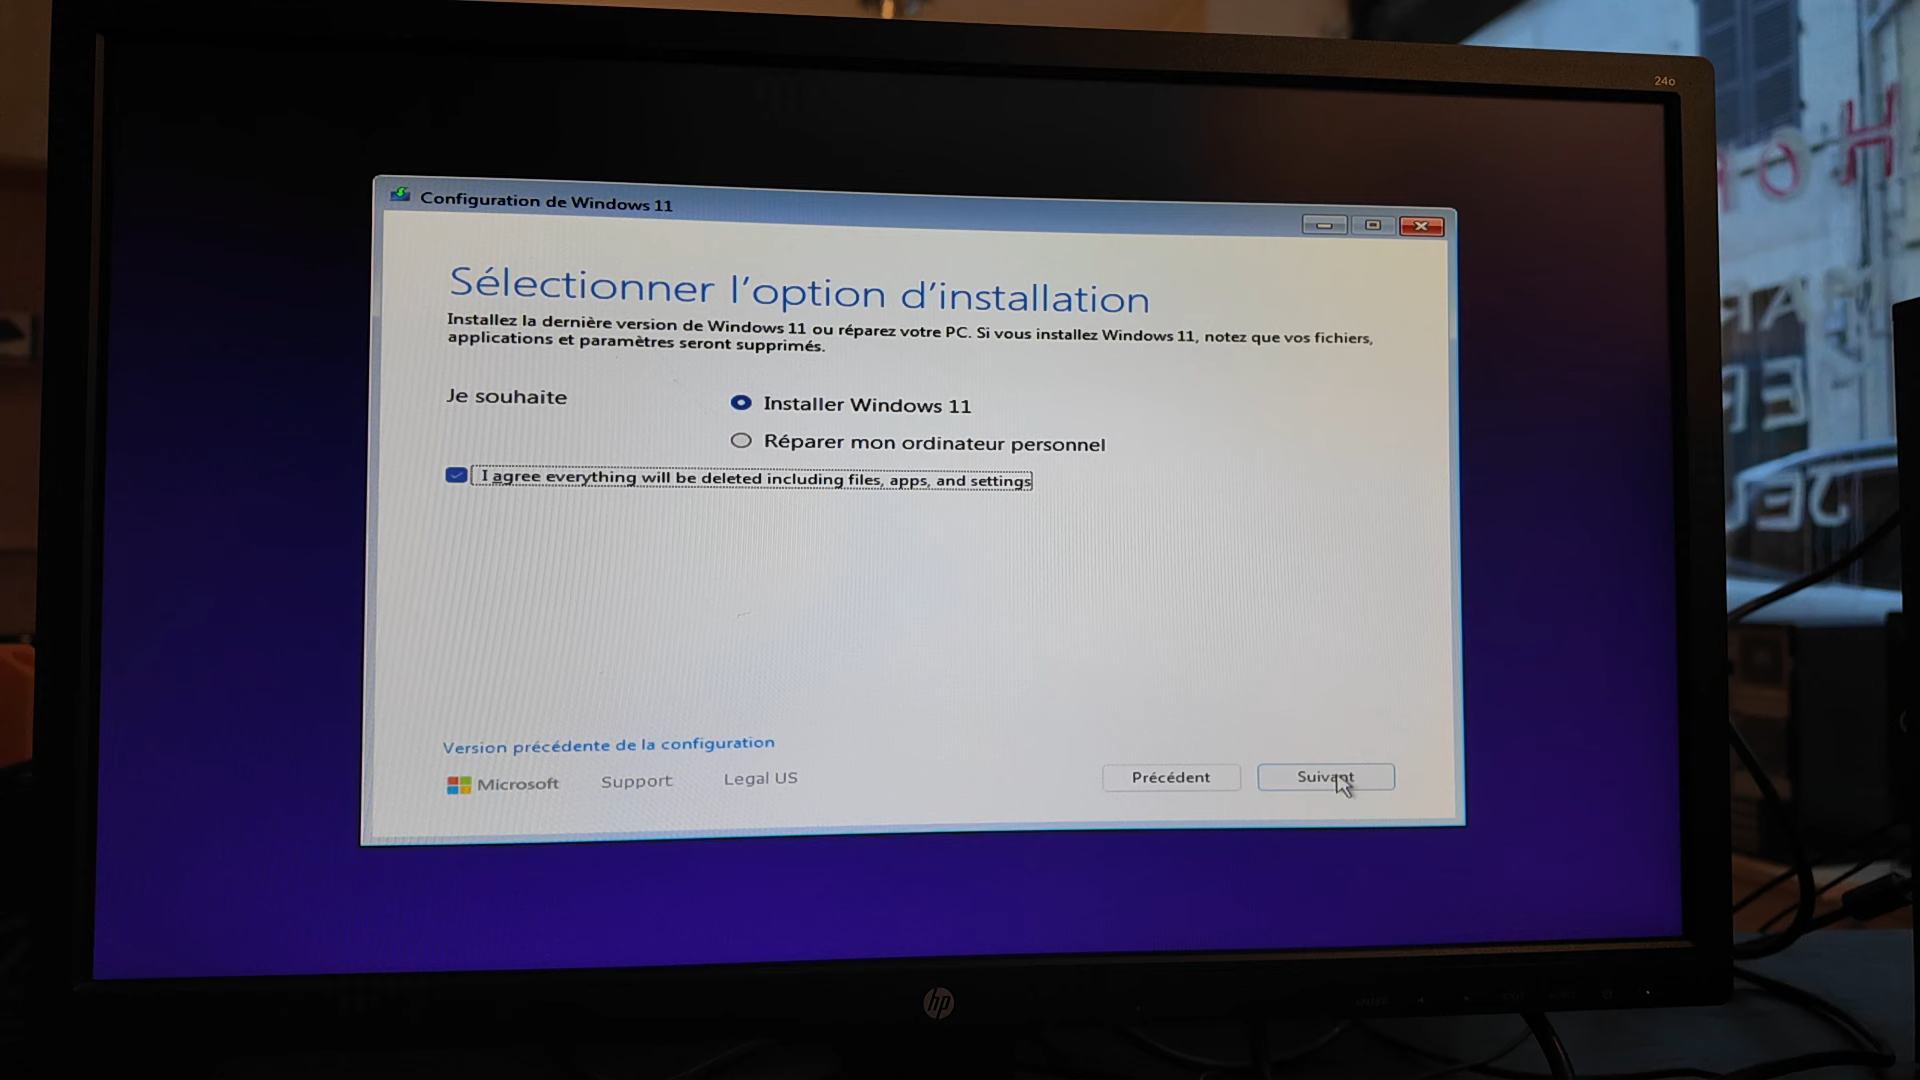 24o
Configuration de Windows 11
Sélectionner l'option d'installation
Installez la dernière version de Windows 11 ou réparez votre PC. Si vous installez Windows 11, notez que vos fichiers,
applications et paramètres seront supprimés.
Je souhaite
Installer Windows 11
Réparer mon ordinateur personnel
I agree everything will be deleted including files, apps, and settings
Version précédente de la configuration
Microsoft
Support
Legal US
Précédent
Suivant
hp